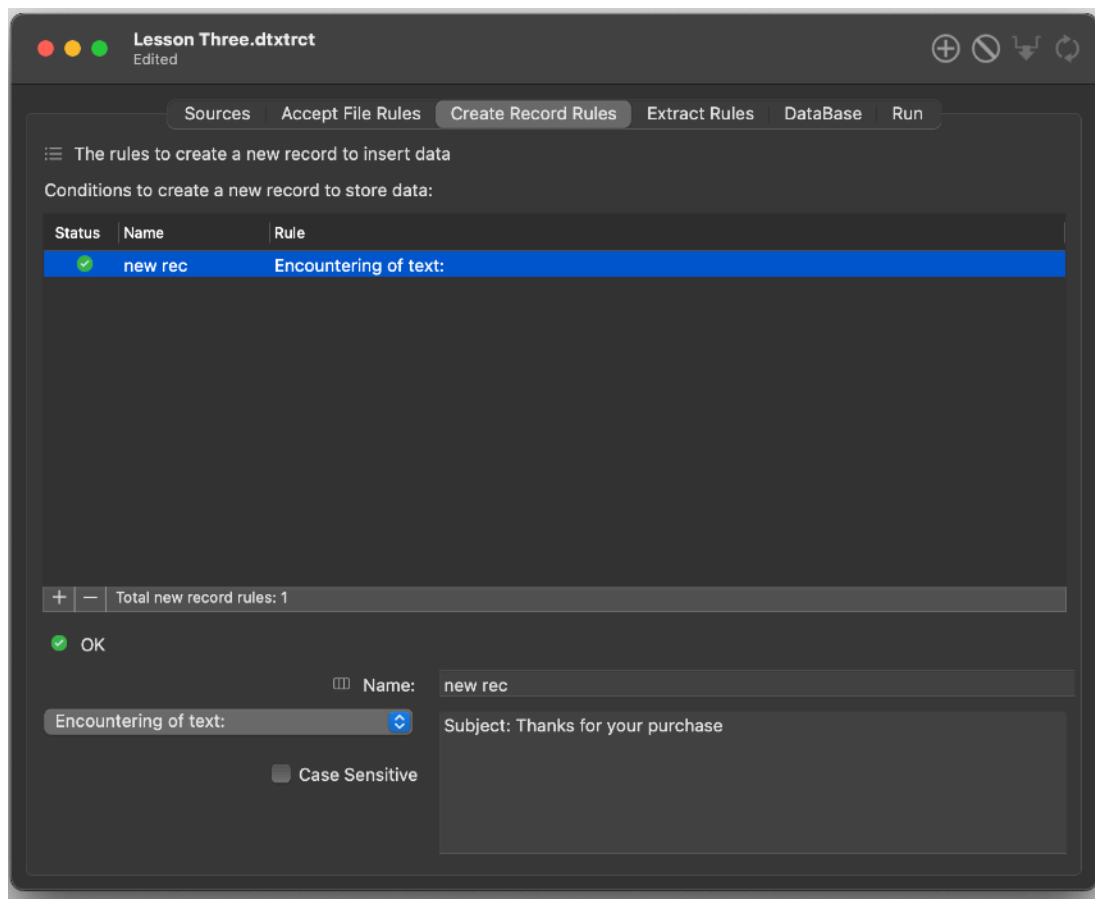 Lesson Three.dtxtrct
Edited
Sources Accept File Rules Create Record Rules Extract Rules DataBase Run
The rules to create a new record to insert data
Conditions to create a new record to store data:
Status Name Rule
new rec Encountering of text:
+ − Total new record rules: 1
OK
Name: new rec
Encountering of text: Subject: Thanks for your purchase
Case Sensitive